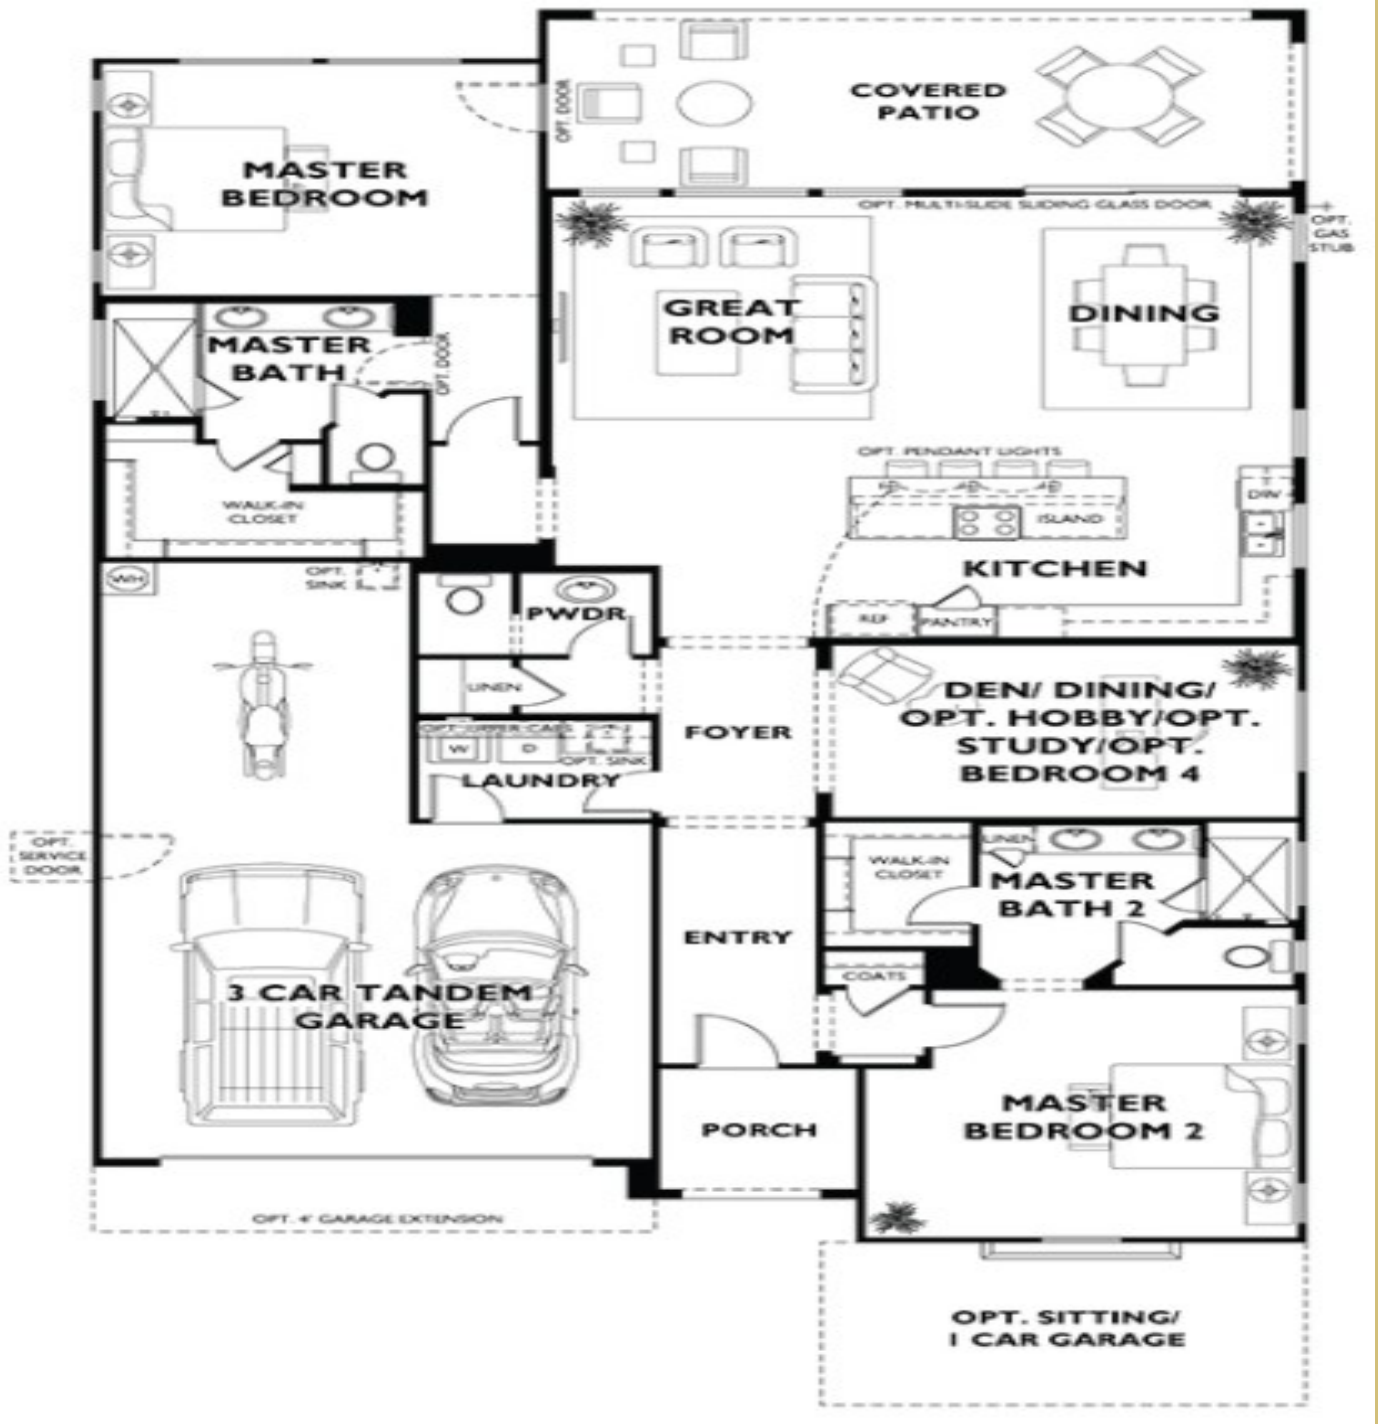 COVERED
PATIO
OPT. DOOR
MASTER
BEDROOM
OPT. MULTI-SLIDE SLIDING GLASS DOOR
OPT.
GAS
STUB
GREAT
ROOM
DINING
MASTER
BATH
OPT. DOOR
OPT. PENDANT LIGHTS
WALK-IN
CLOSET
DW
ISLAND
KITCHEN
WH
OPT.
SINK
PWDR
REF
PANTRY
LINEN
DEN/ DINING/
OPT. HOBBY/OPT.
STUDY/OPT.
BEDROOM 4
FOYER
OPT. UPPER CABS
W
D
OPT. SINK
LAUNDRY
OPT.
SERVICE
DOOR
LINEN
WALK-IN
CLOSET
MASTER
BATH 2
ENTRY
COATS
3 CAR TANDEM
GARAGE
MASTER
BEDROOM 2
PORCH
OPT. 4' GARAGE EXTENSION
OPT. SITTING/
1 CAR GARAGE